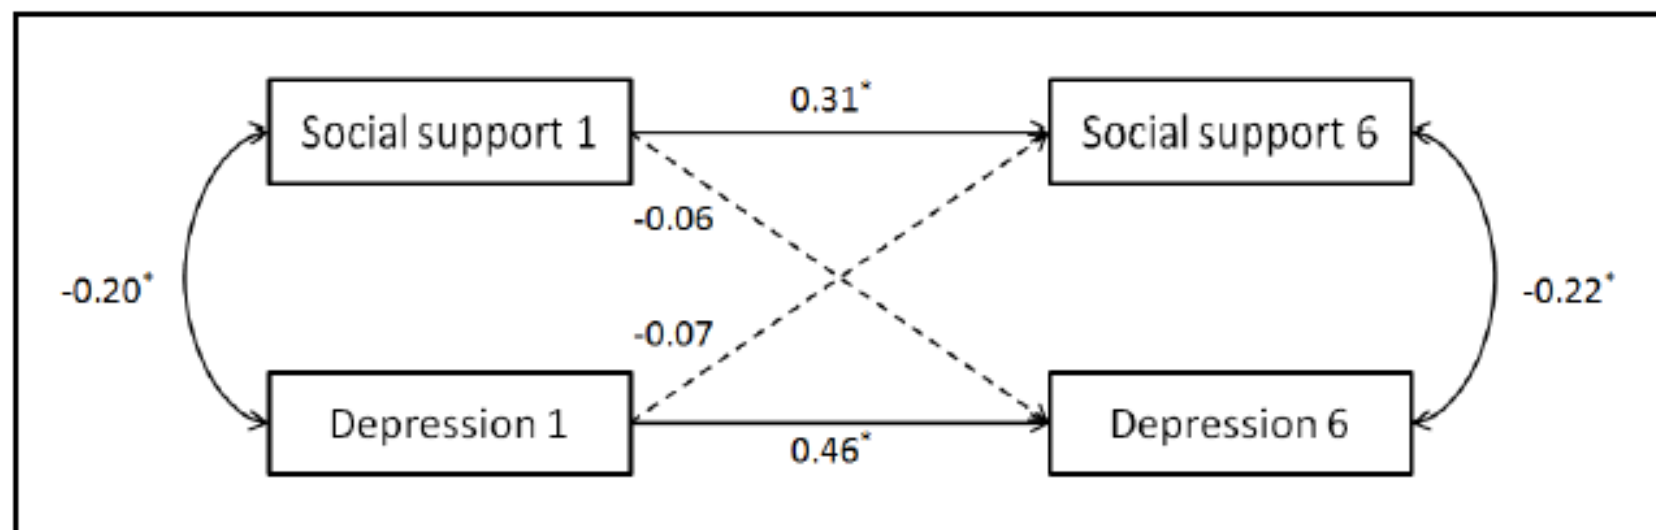 0.31*
Social support 1
Social support 6
-0.06
-0.20*
-0.22*
-0.07
Depression 1
Depression 6
0.46*